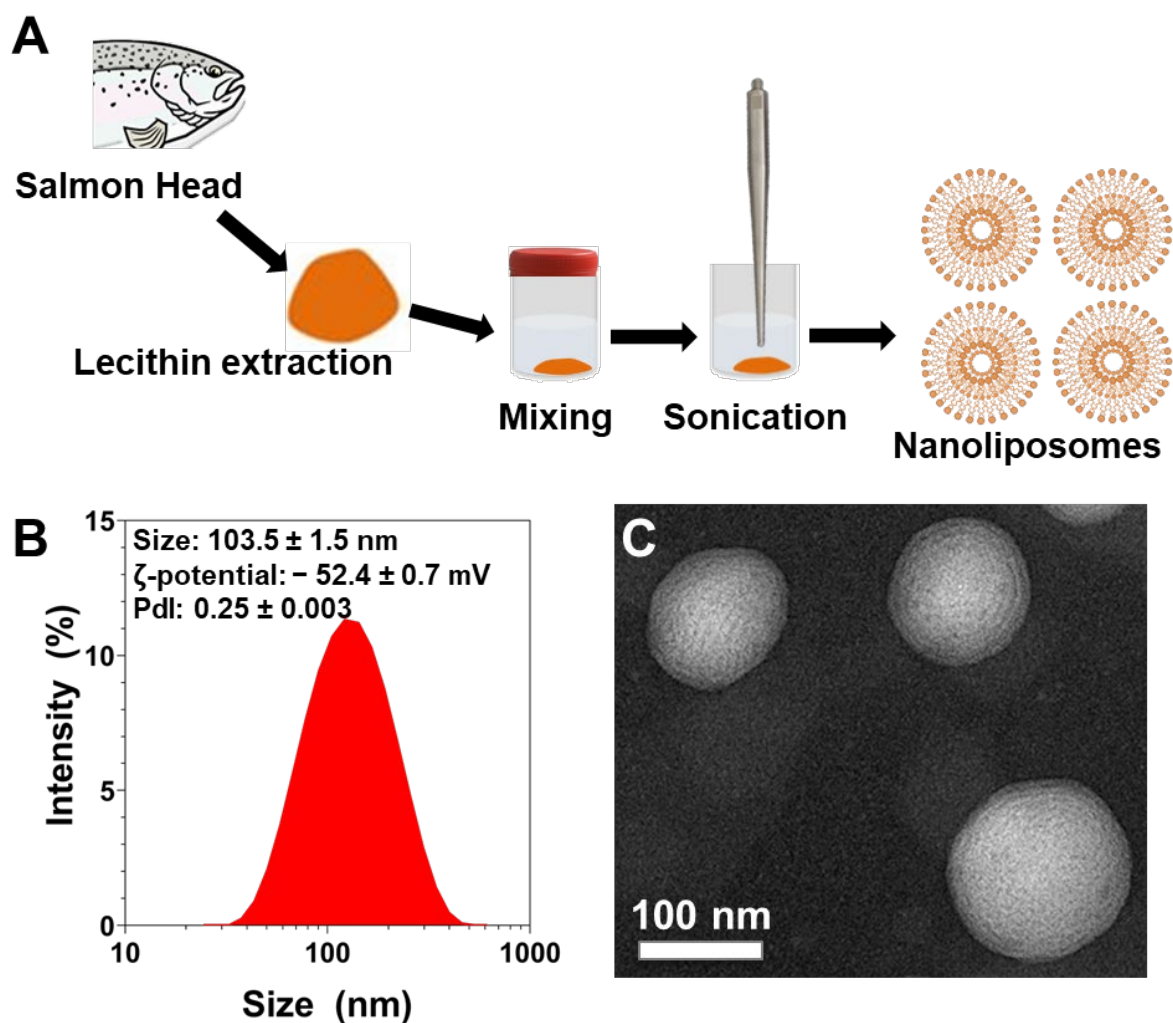 A
Salmon Head
Lecithin extraction
Mixing
Sonication
Nanoliposomes
B
Size: 103.5 ± 1.5 nm
ζ-potential: − 52.4 ± 0.7 mV
PdI: 0.25 ± 0.003
15
10
5
0
Intensity (%)
10
100
1000
Size (nm)
C
100 nm